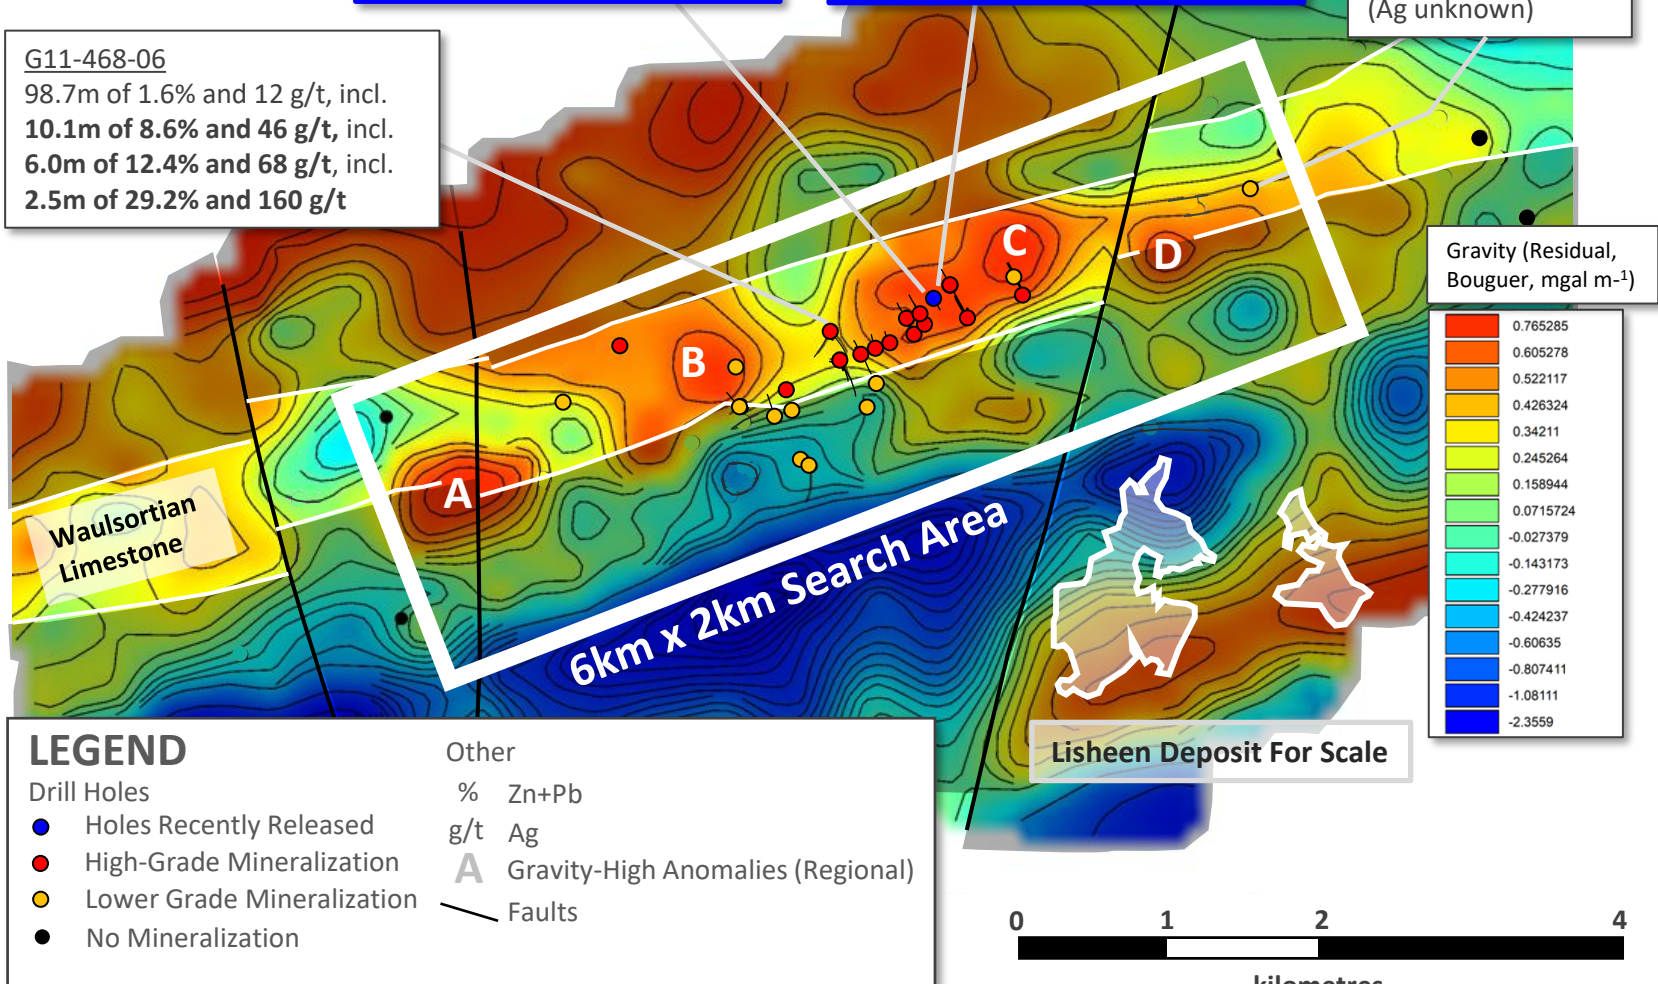 (Ag unknown)
G11-468-06
98.7m of 1.6% and 12 g/t, incl.
10.1m of 8.6% and 46 g/t, incl.
6.0m of 12.4% and 68 g/t, incl.
2.5m of 29.2% and 160 g/t
C
D
B
A
Waulsortian
Limestone
6km x 2km Search Area
Gravity (Residual,
Bouguer, mgal m-¹)
0.765285
0.605278
0.522117
0.426324
0.34211
0.245264
0.158944
0.0715724
-0.027379
-0.143173
-0.277916
-0.424237
-0.60635
-0.807411
-1.08111
-2.3559
Lisheen Deposit For Scale
LEGEND
Drill Holes
Holes Recently Released
High-Grade Mineralization
Lower Grade Mineralization
No Mineralization
Other
% Zn+Pb
g/t Ag
A Gravity-High Anomalies (Regional)
Faults
0 1 2 4
kilometres